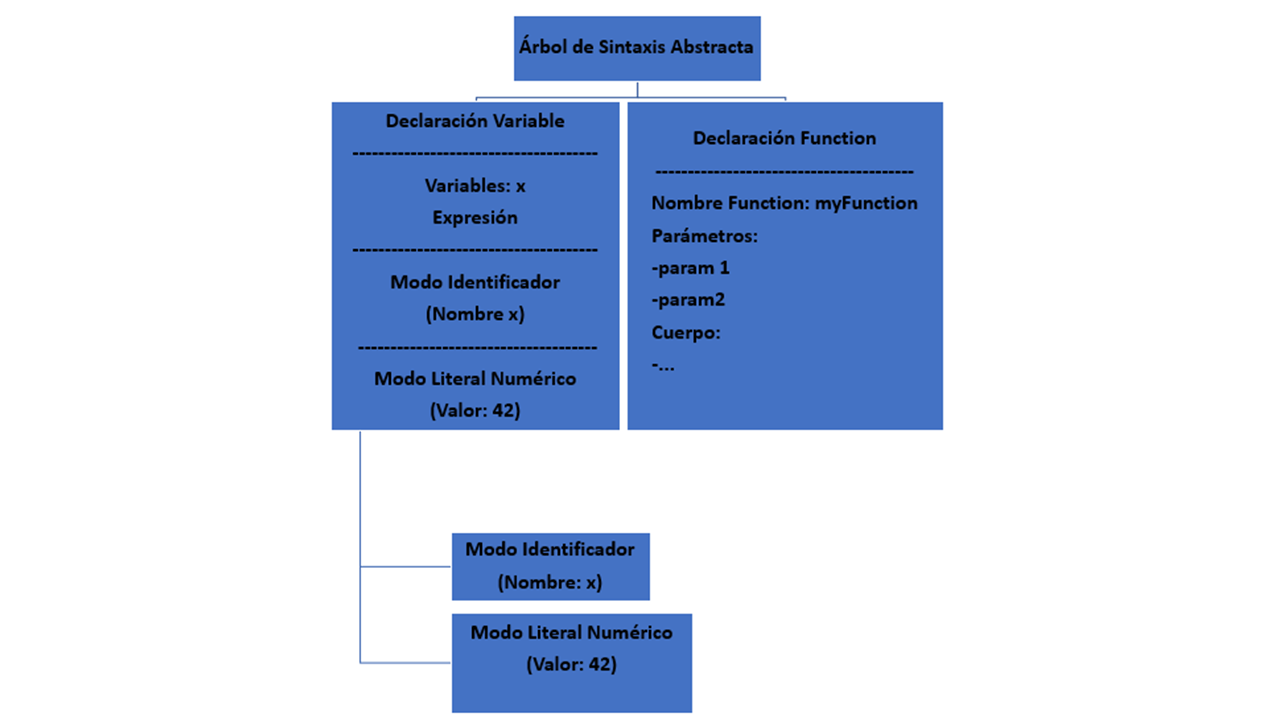 Árbol de Sintaxis Abstracta
Declaración Variable
--------------------------------------
Variables: x
Expresión
--------------------------------------
Modo Identificador
(Nombre x)
-------------------------------------
Modo Literal Numérico
(Valor: 42)
Declaración Function
----------------------------------------
Nombre Function: myFunction
Parámetros:
-param 1
-param2
Cuerpo:
-...
Modo Identificador
(Nombre: x)
Modo Literal Numérico
(Valor: 42)